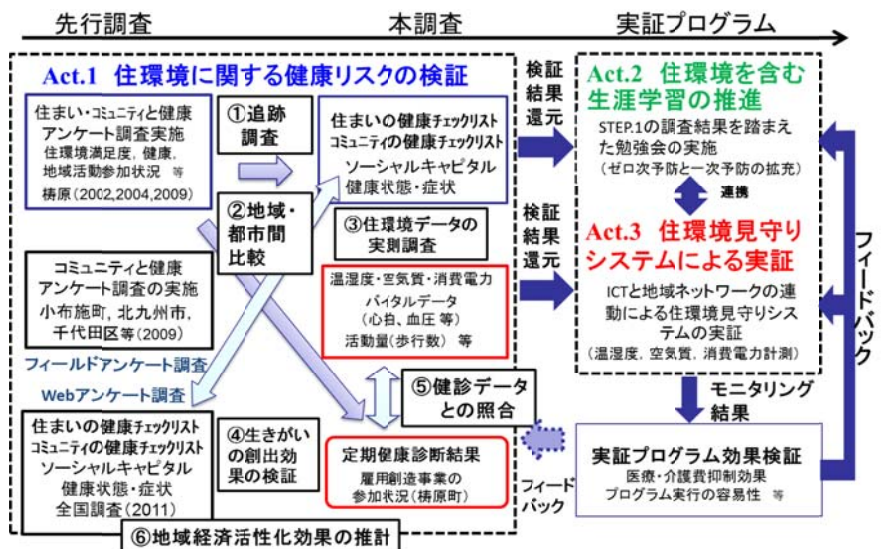 先行調査
本調査
実証プログラム
Act.1 住環境に関する健康リスクの検証
住まい・コミュニティと健康
アンケート調査実施
住環境満足度、健康、
地域活動参加状況 等
梼原(2002,2004,2009)
①追跡
調査
住まいの健康チェックリスト
コミュニティの健康チェックリスト
ソーシャルキャピタル
健康状態・症状
②地域・
都市間
比較
③住環境データの
実測調査
コミュニティと健康
アンケート調査の実施
小布施町、北九州市、
千代田区等(2009)
温湿度・空気質・消費電力
バイタルデータ
(心拍、血圧 等)
活動量(歩行数) 等
フィールドアンケート調査
Webアンケート調査
⑤健診データ
との照合
住まいの健康チェックリスト
コミュニティの健康チェックリスト
ソーシャルキャピタル
健康状態・症状
全国調査(2011)
④生きがい
の創出効
果の検証
定期健康診断結果
雇用創造事業の
参加状況(梼原町)
⑥地域経済活性化効果の推計
検証
結果
還元
検証
結果
還元
Act.2 住環境を含む
生涯学習の推進
STEP.1の調査結果を踏まえ
た勉強会の実施
(ゼロ次予防と一次予防の拡充)
連携
Act.3 住環境見守り
システムによる実証
ICTと地域ネットワークの連
動による住環境見守りシス
テムの実証
(温湿度、空気質、消費電力計測)
モニタリング
結果
フィードバック
実証プログラム効果検証
医療・介護費抑制効果
プログラム実行の容易性 等
フィード
バック